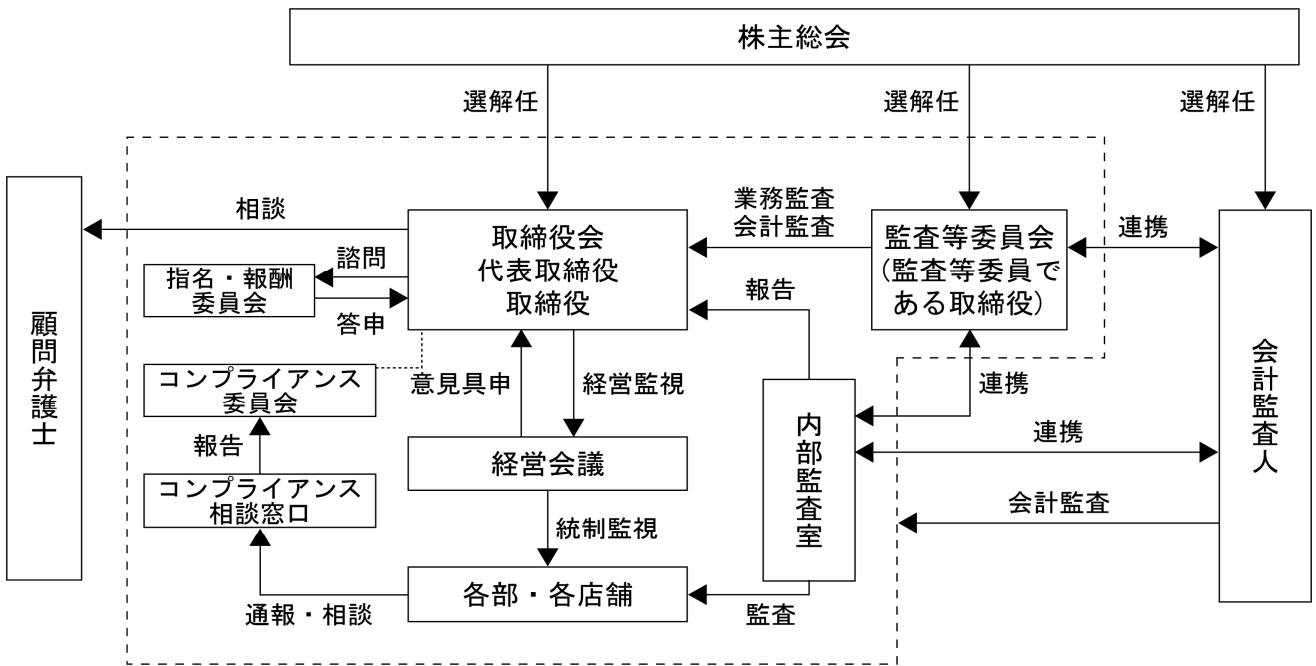 株主総会
選解任
選解任
選解任
相談
業務監査
会計監査
取締役会
代表取締役
取締役
監査等委員会
(監査等委員で
ある取締役)
連携
諮問
指名・報酬
委員会
答申
報告
顧問弁護士
会計監査人
コンプライアンス
委員会
意見具申
経営監視
連携
内部監査室
連携
報告
経営会議
コンプライアンス
相談窓口
会計監査
統制監視
各部・各店舗
通報・相談
監査